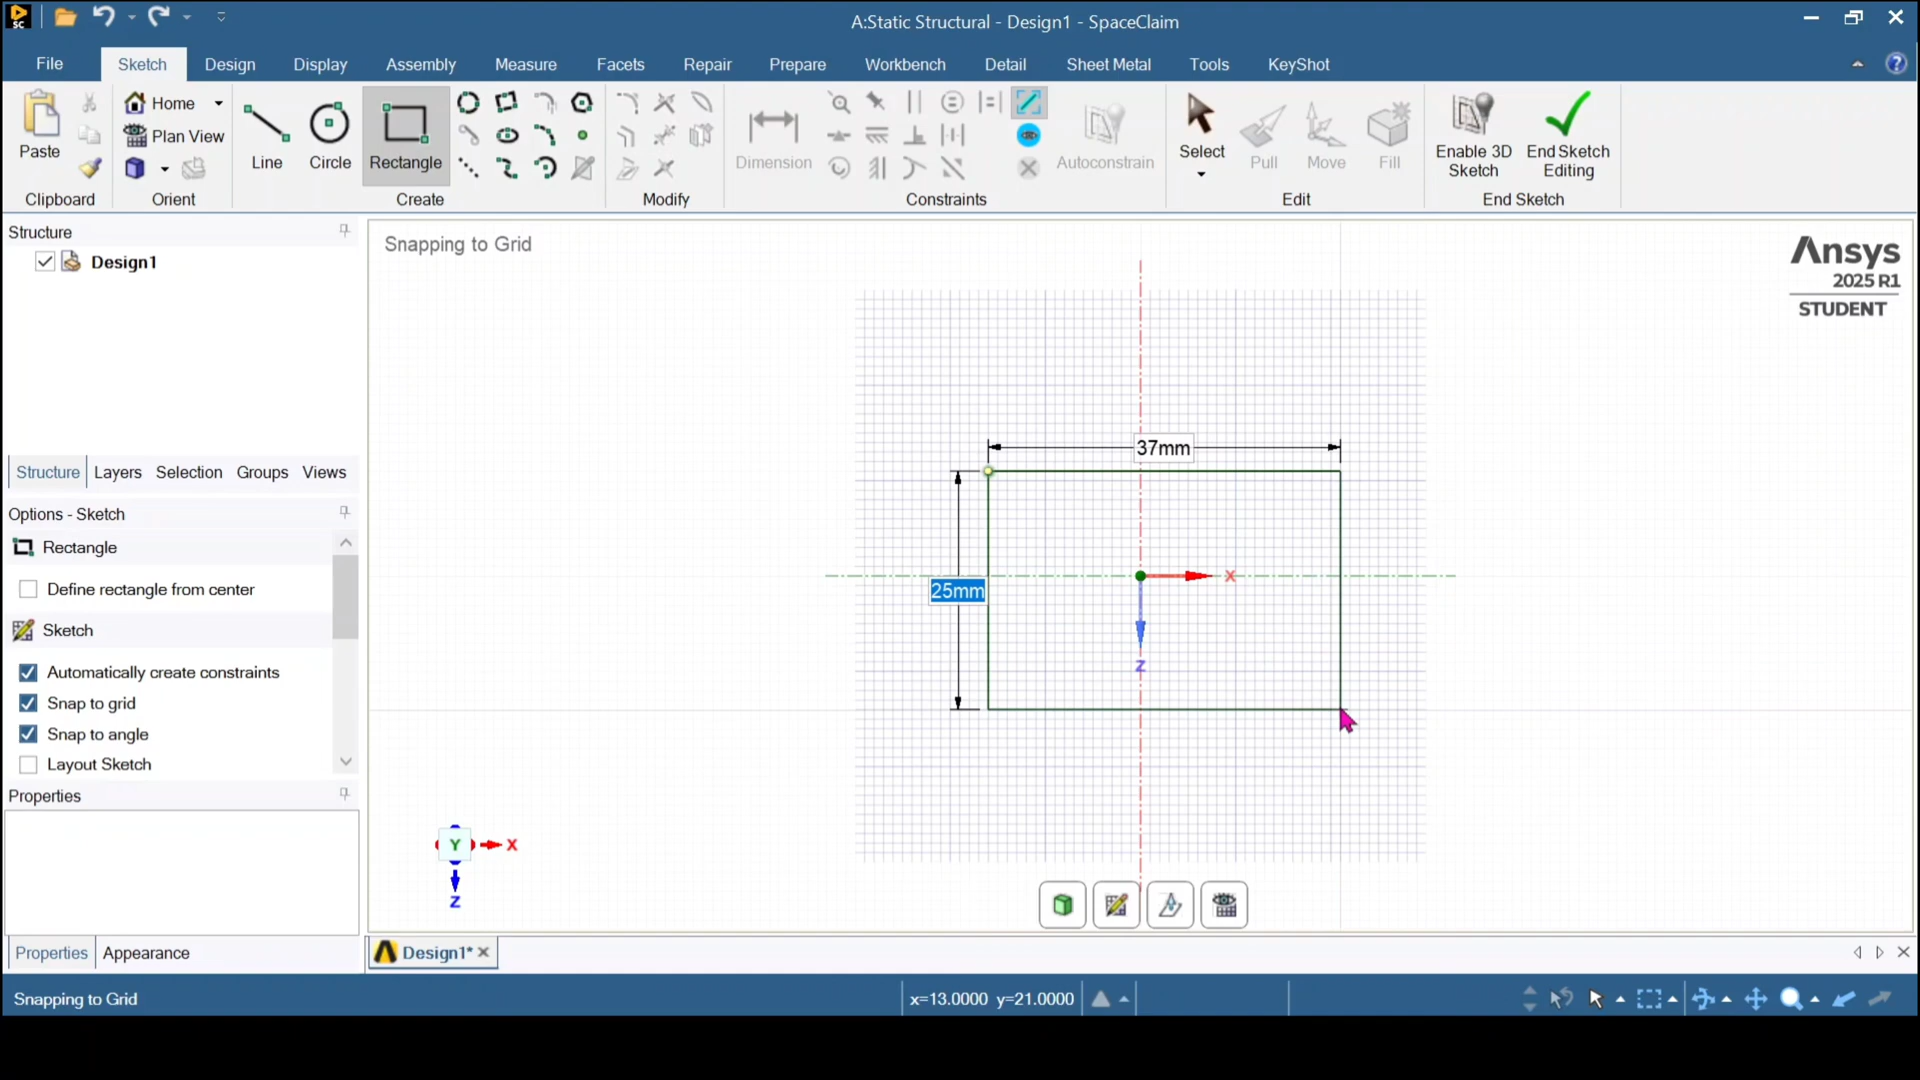 A:Static Structural - Design1 - SpaceClaim
File Sketch Design Display Assembly Measure Facets Repair Prepare Workbench Detail Sheet Metal Tools KeyShot
Paste
Home
Plan View
Line Circle Rectangle
Dimension
Autoconstrain
Select Pull Move Fill
Enable 3D Sketch
End Sketch Editing
Clipboard Orient Create Modify Constraints Edit End Sketch
Structure
Design1
Structure Layers Selection Groups Views
Options - Sketch
Rectangle
Define rectangle from center
Sketch
Automatically create constraints
Snap to grid
Snap to angle
Layout Sketch
Properties
Properties Appearance
Snapping to Grid
Ansys
2025 R1
STUDENT
37mm
25mm
X
Z
Y X
Z
Design1*
Snapping to Grid
x=13.0000 y=21.0000